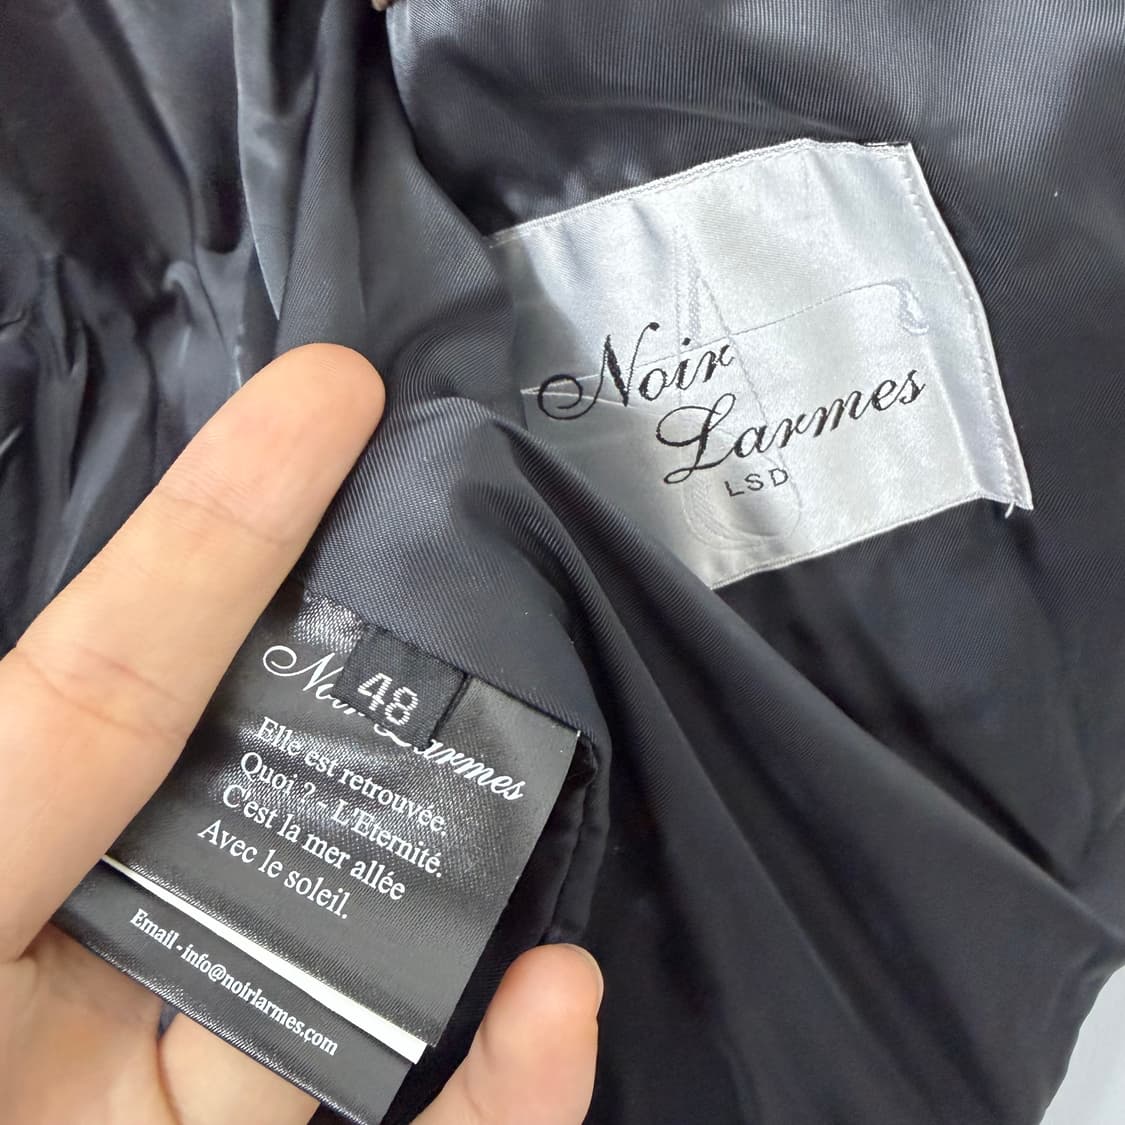 Noir
Larmes
LSD
48
Noir Larmes
Elle est retrouvée.
Quoi ? - L'Eternité.
C'est la mer allée
Avec le soleil.
Email - info@noirlarmes.com